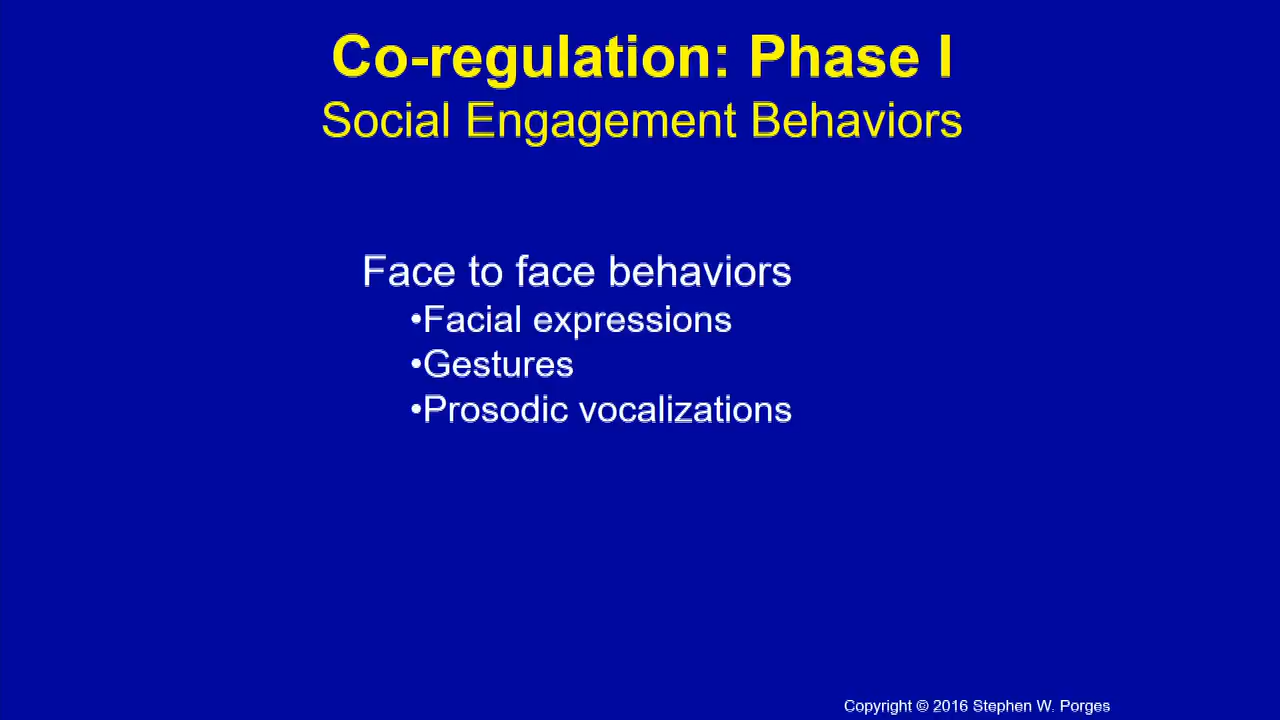 Co-regulation: Phase I
Social Engagement Behaviors
Face to face behaviors
•Facial expressions
•Gestures
•Prosodic vocalizations
Copyright © 2016 Stephen W. Porges